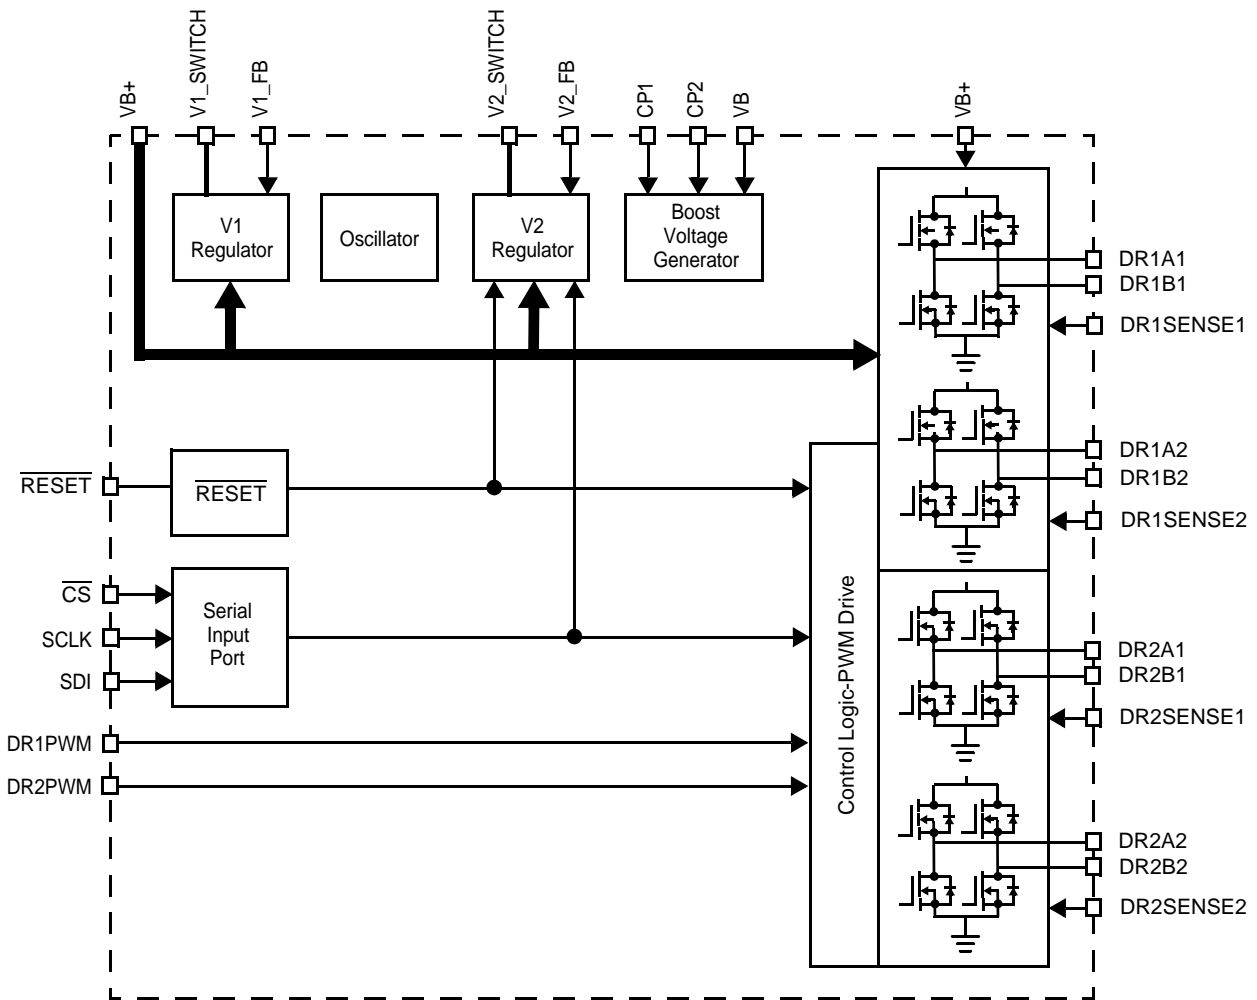 VB+
V1_SWITCH
V1_FB
V2_SWITCH
V2_FB
CP1
CP2
VB
VB+
V1
Regulator
Oscillator
V2
Regulator
Boost
Voltage
Generator
DR1A1
DR1B1
DR1SENSE1
DR1A2
DR1B2
DR1SENSE2
RESET
RESET
CS
SCLK
SDI
Serial
Input
Port
DR1PWM
DR2PWM
Control Logic-PWM Drive
DR2A1
DR2B1
DR2SENSE1
DR2A2
DR2B2
DR2SENSE2